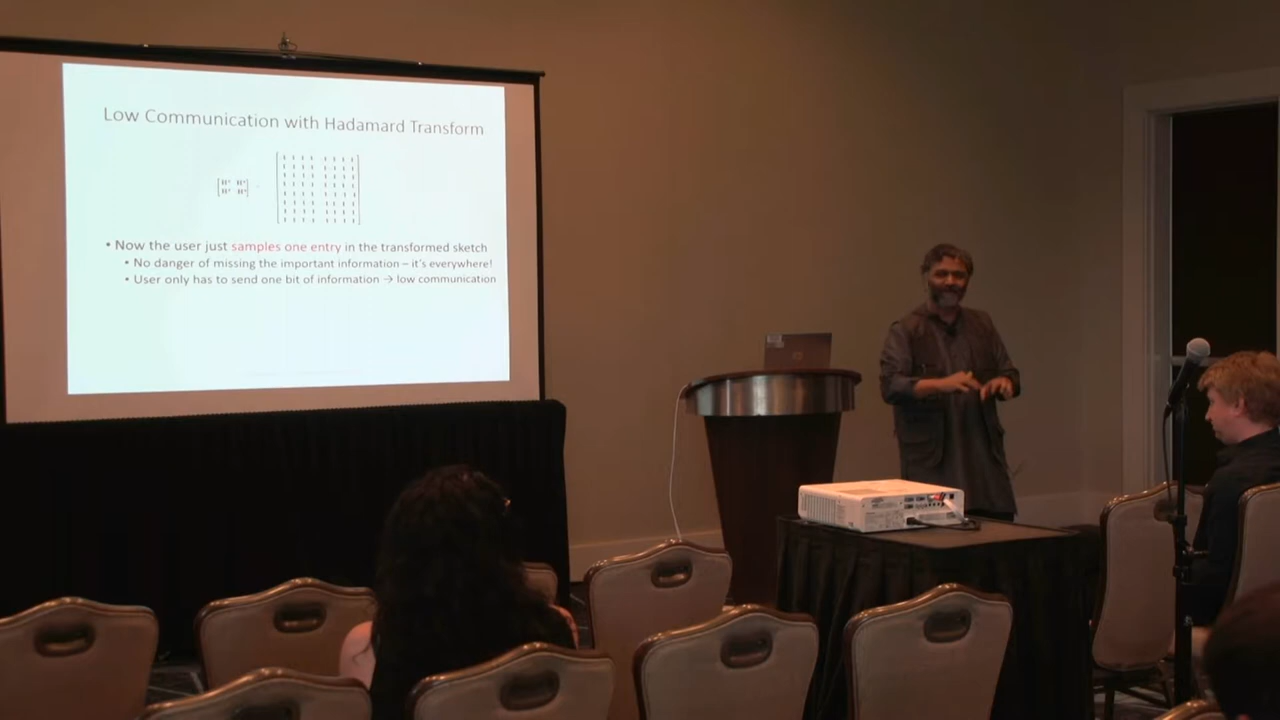 Low Communication with Hadamard Transform
• Now the user just samples one entry in the transformed sketch
• No danger of missing the important information – it's everywhere!
• User only has to send one bit of information → low communication